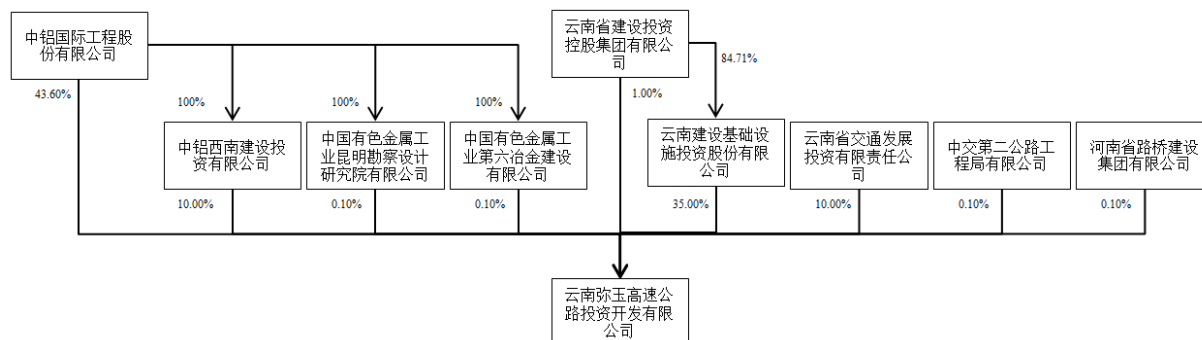 中铝国际工程股
份有限公司
云南省建设投资
控股集团有限公
司
84.71%
43.60%
100%
100%
100%
1.00%
中铝西南建设投
资有限公司
中国有色金属工
业昆明勘察设计
研究院有限公司
中国有色金属工
业第六冶金建设
有限公司
云南建设基础设
施投资股份有限
公司
云南省交通发展
投资有限责任公
司
中交第二公路工
程局有限公司
河南省路桥建设
集团有限公司
10.00%
0.10%
0.10%
35.00%
10.00%
0.10%
0.10%
云南弥玉高速公
路投资开发有限
公司